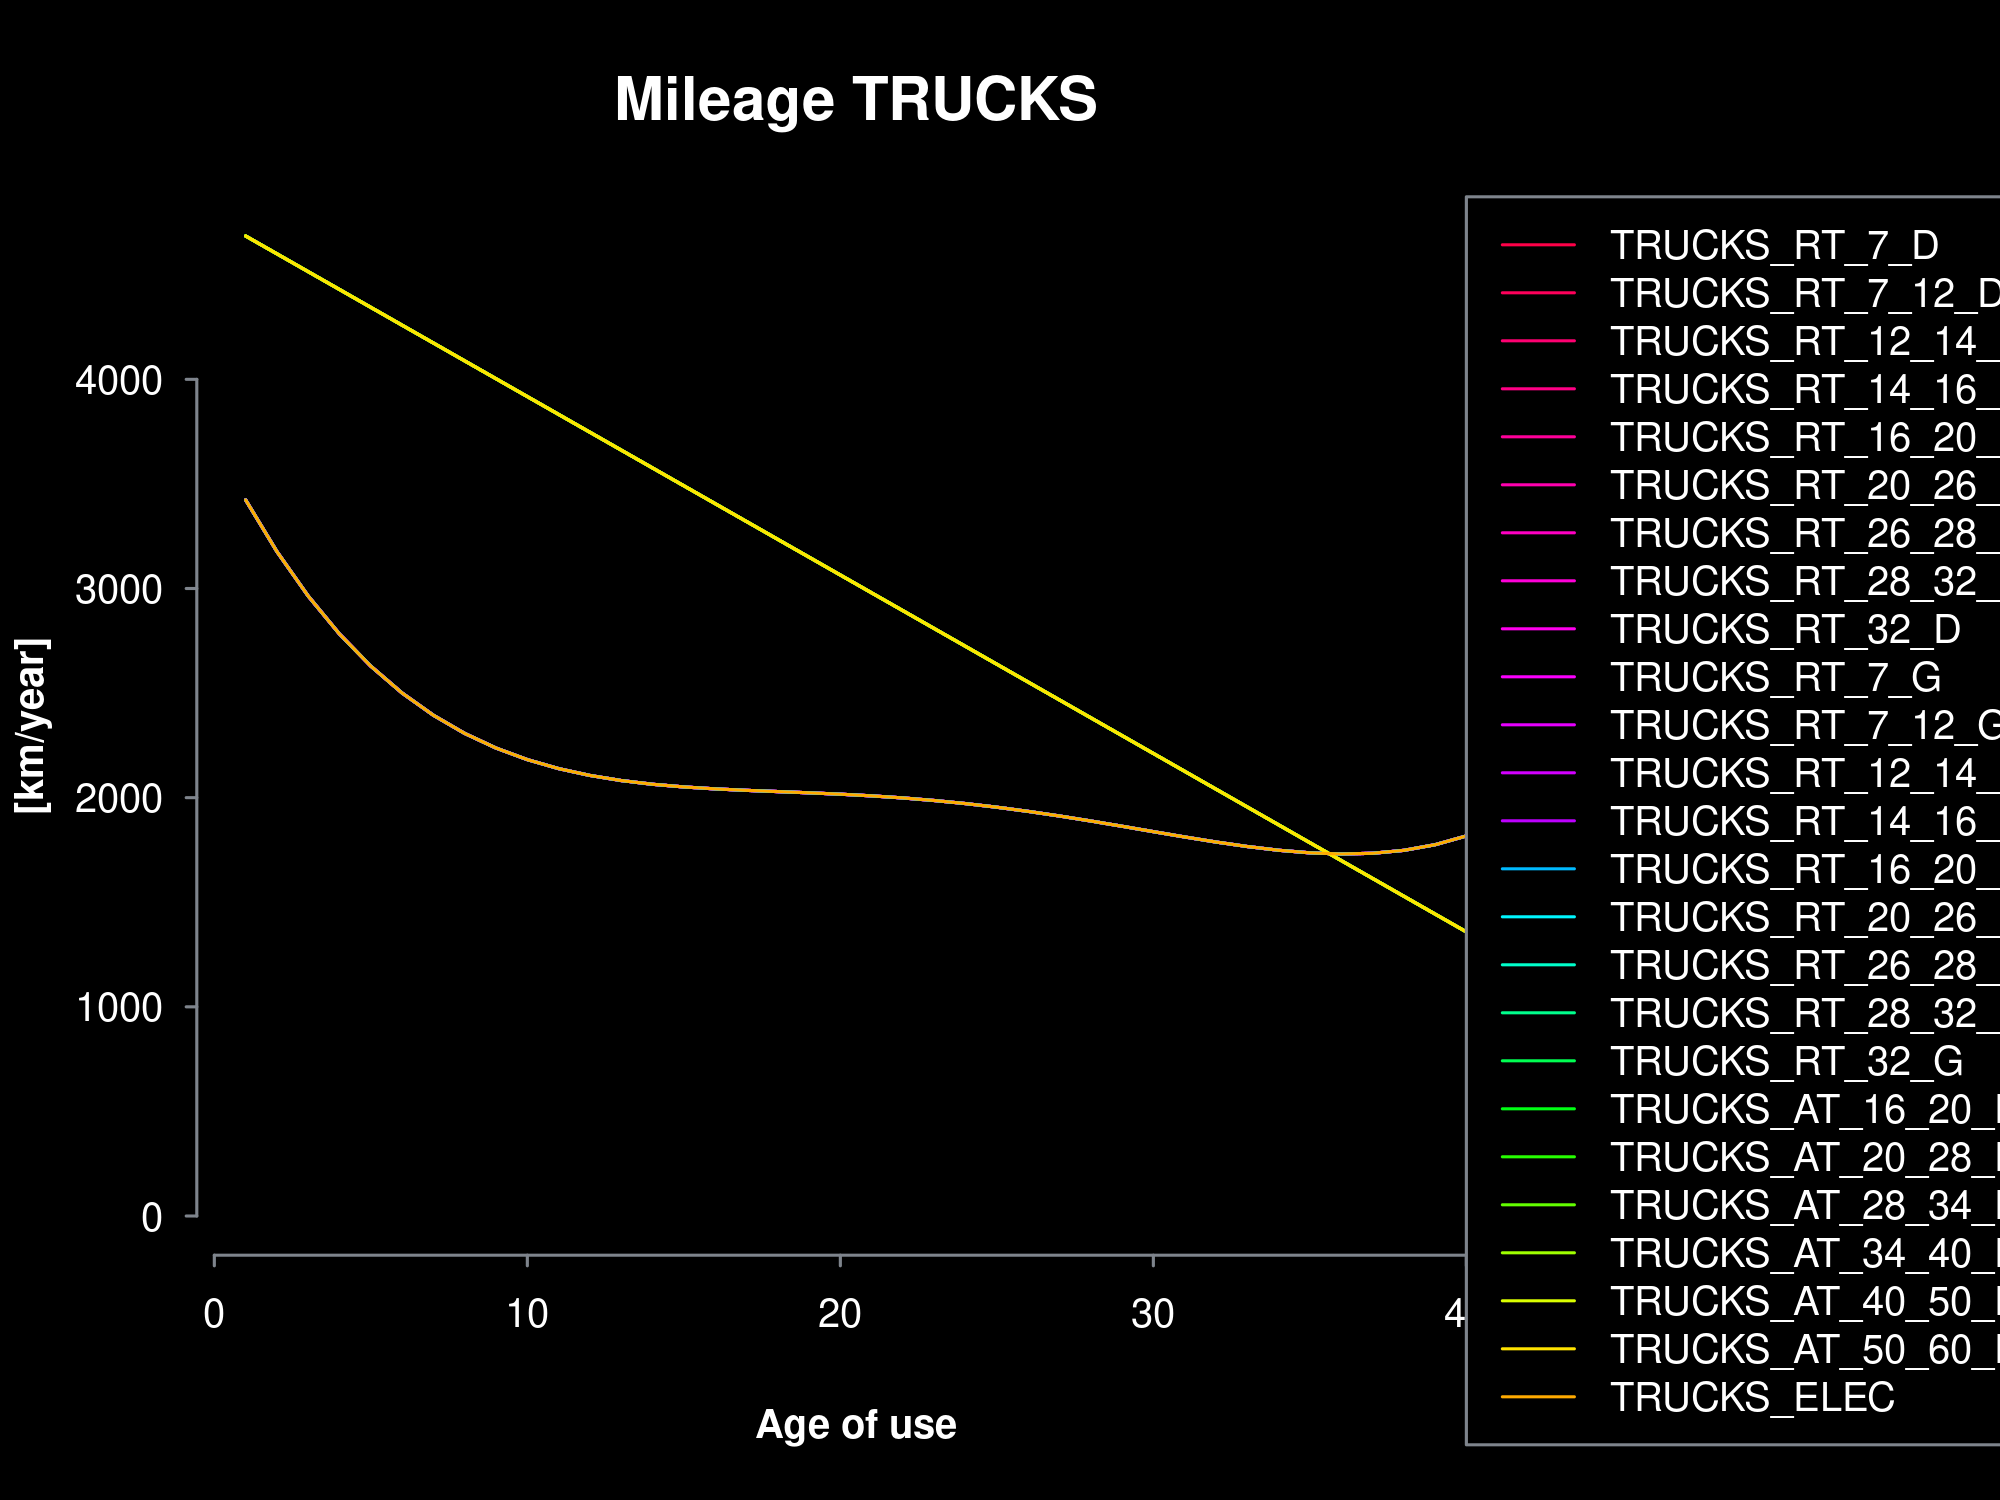 Mileage TRUCKS
[km/year]
4000
3000
2000
1000
0
0 10 20 30 4
Age of use
TRUCKS_RT_7_D
TRUCKS_RT_7_12_D
TRUCKS_RT_12_14_
TRUCKS_RT_14_16_
TRUCKS_RT_16_20_
TRUCKS_RT_20_26_
TRUCKS_RT_26_28_
TRUCKS_RT_28_32_
TRUCKS_RT_32_D
TRUCKS_RT_7_G
TRUCKS_RT_7_12_G
TRUCKS_RT_12_14_
TRUCKS_RT_14_16_
TRUCKS_RT_16_20_
TRUCKS_RT_20_26_
TRUCKS_RT_26_28_
TRUCKS_RT_28_32_
TRUCKS_RT_32_G
TRUCKS_AT_16_20_
TRUCKS_AT_20_28_
TRUCKS_AT_28_34_
TRUCKS_AT_34_40_
TRUCKS_AT_40_50_
TRUCKS_AT_50_60_
TRUCKS_ELEC